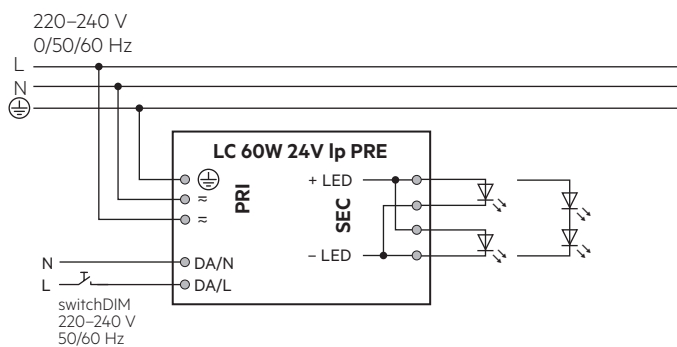 220–240 V
0/50/60 Hz
L
N
LC 60W 24V lp PRE
PRI
≂
≂
+ LED
SEC
– LED
N
DA/N
L
DA/L
switchDIM
220–240 V
50/60 Hz